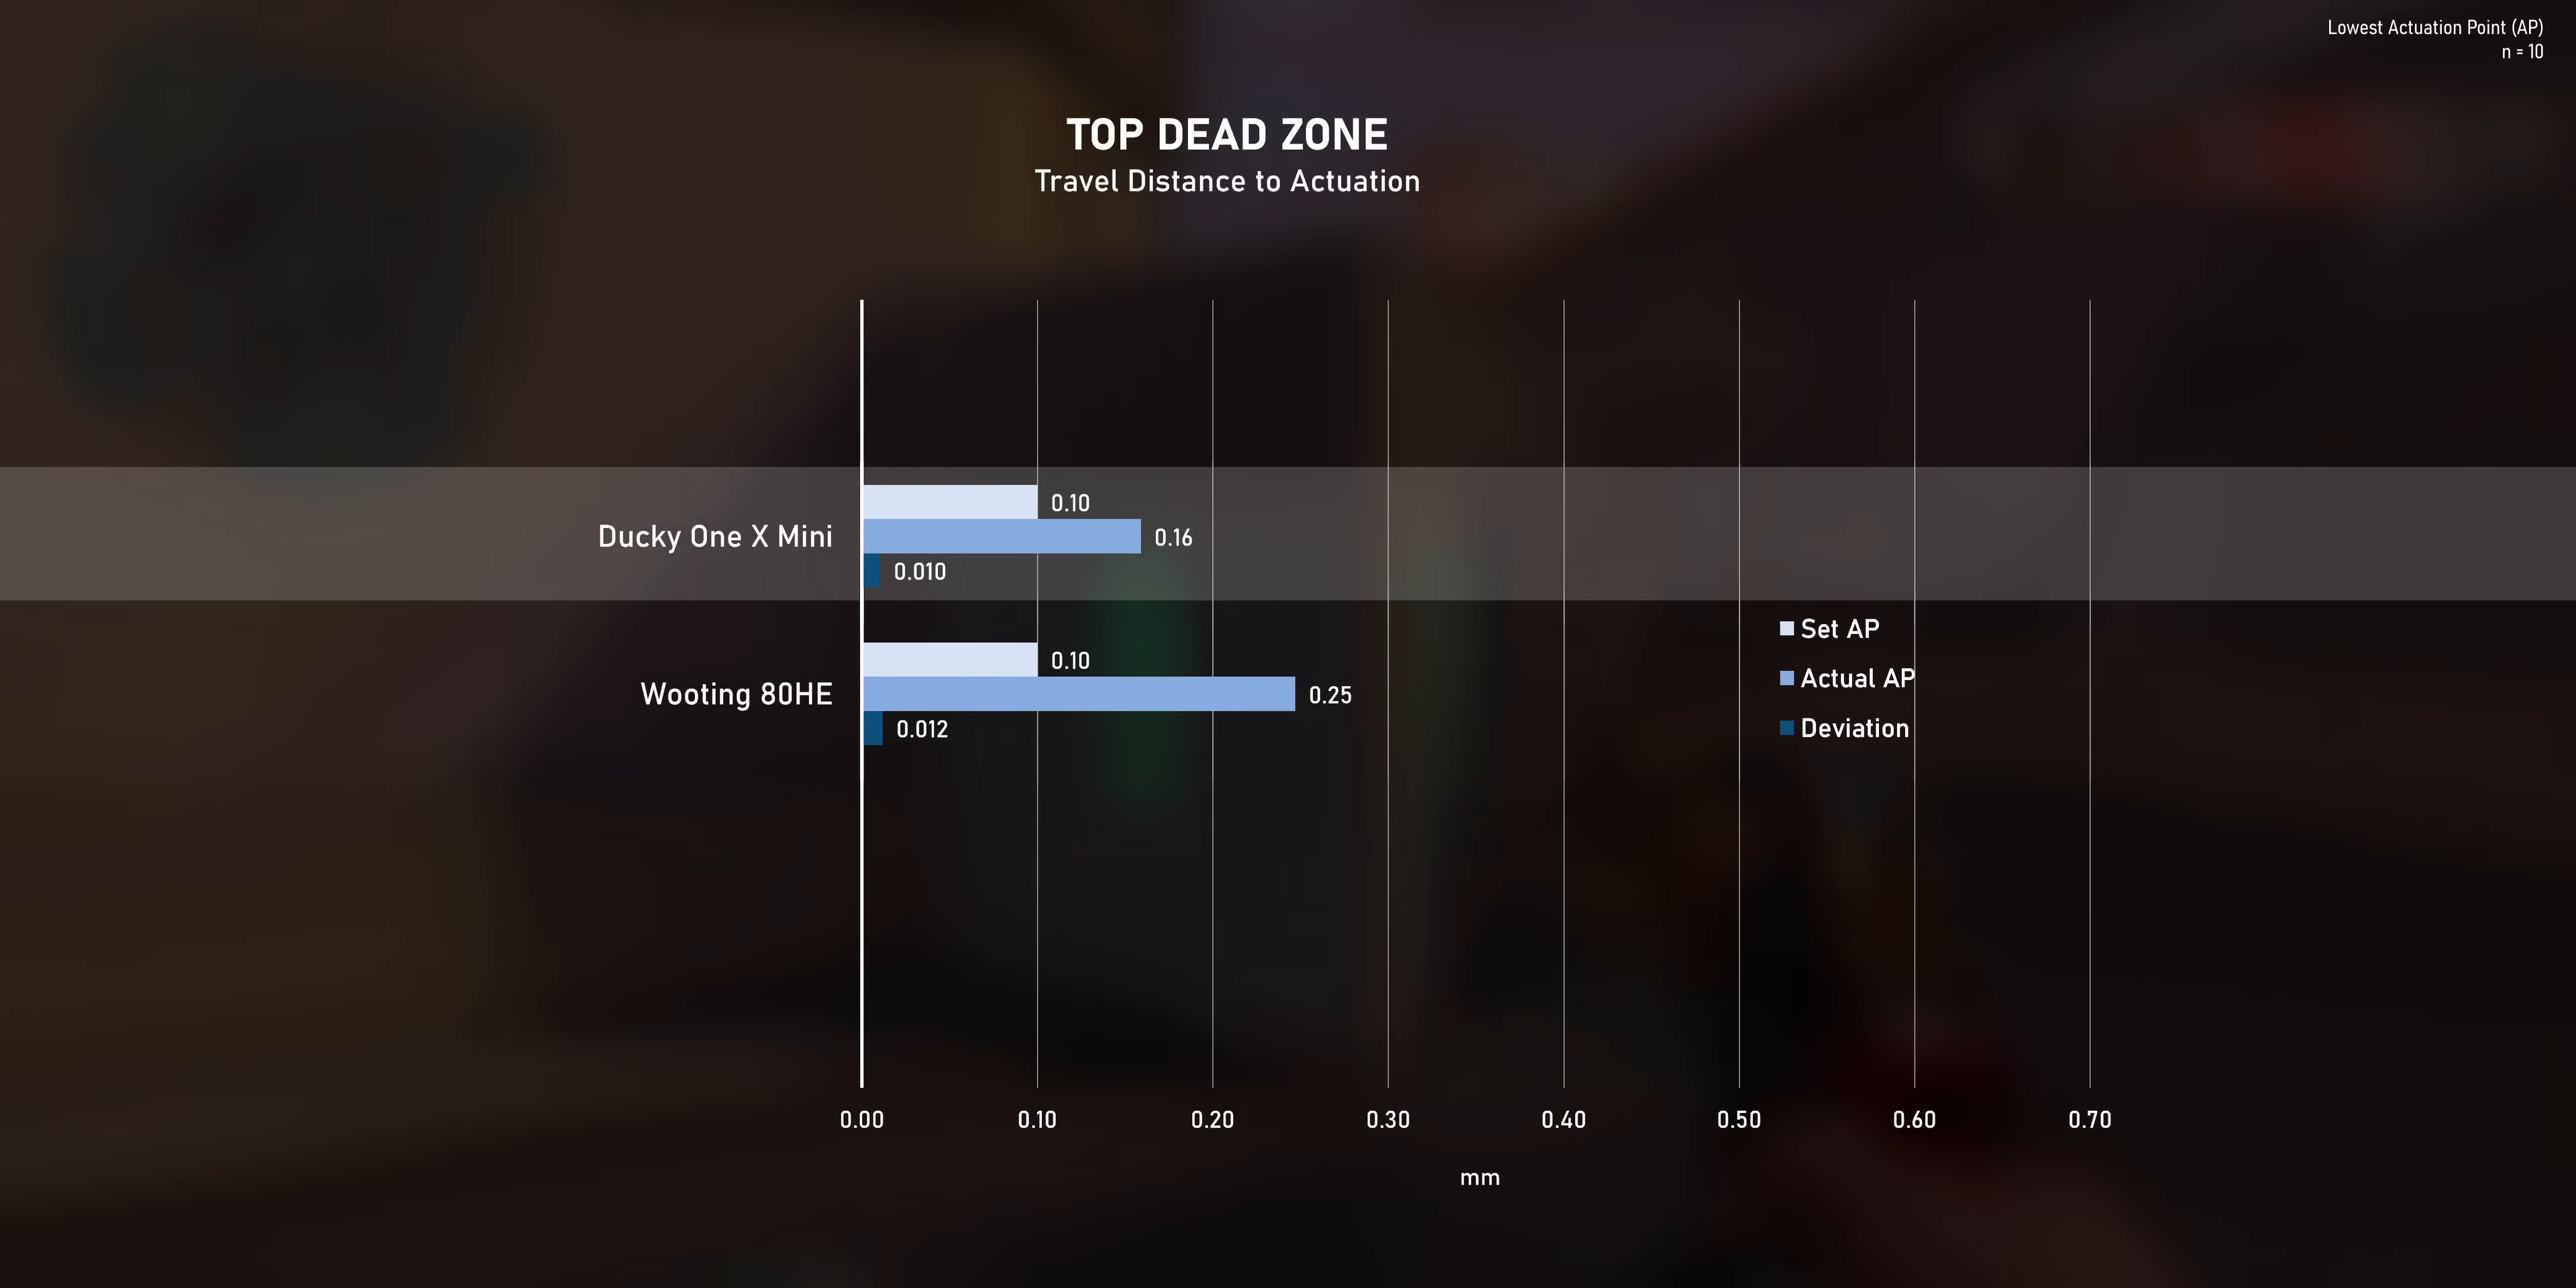 Lowest Actuation Point (AP)
n = 10
TOP DEAD ZONE
Travel Distance to Actuation
0.10
Ducky One X Mini
0.16
0.010
0.10
Wooting 80HE
0.25
0.012
Set AP
Actual AP
Deviation
0.00 0.10 0.20 0.30 0.40 0.50 0.60 0.70
mm